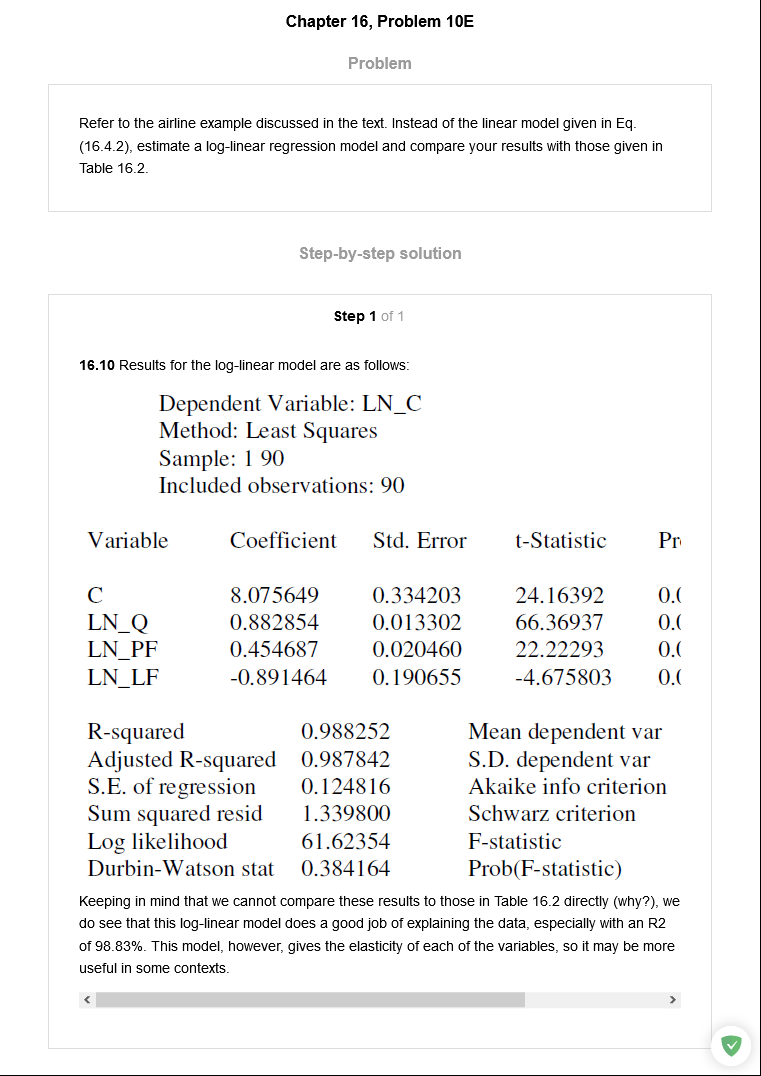 Chapter 16, Problem 10E
Problem
Refer to the airline example discussed in the text. Instead of the linear model given in Eq.
(16.4.2), estimate a log-linear regression model and compare your results with those given in
Table 16.2.
Step-by-step solution
Step 1 of 1
16.10 Results for the log-linear model are as follows:
Dependent Variable: LN_C
Method: Least Squares
Sample: 1 90
Included observations: 90
Variable Coefficient Std. Error t-Statistic
C 8.075649 0.334203 24.16392
LN_Q 0.882854 0.013302 66.36937
LN_PF 0.454687 0.020460 22.22293
LN_LF -0.891464 0.190655 -4.675803
R-squared 0.988252 Mean dependent var
Adjusted R-squared 0.987842 S.D. dependent var
S.E. of regression 0.124816 Akaike info criterion
Sum squared resid 1.339800 Schwarz criterion
Log likelihood 61.62354 F-statistic
Durbin-Watson stat 0.384164 Prob(F-statistic)
Keeping in mind that we cannot compare these results to those in Table 16.2 directly (why?), we
do see that this log-linear model does a good job of explaining the data, especially with an R2
of 98.83%. This model, however, gives the elasticity of each of the variables, so it may be more
useful in some contexts.